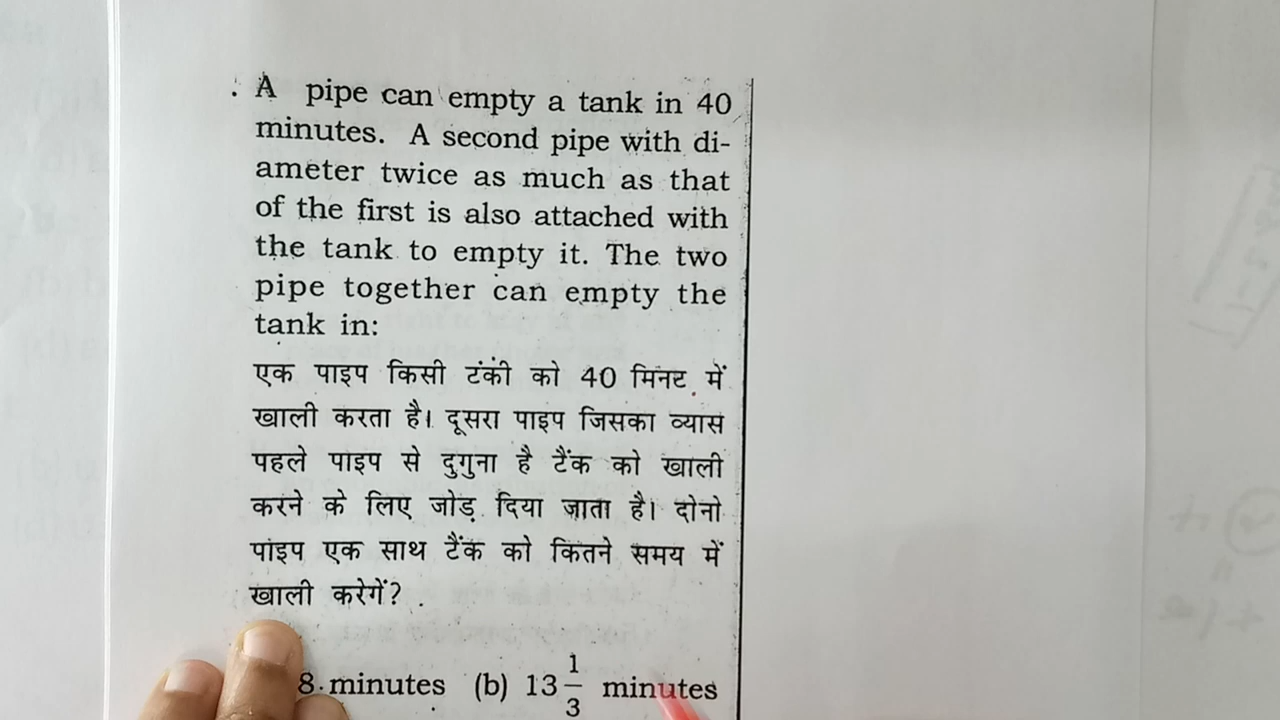 . A pipe can empty a tank in 40
minutes. A second pipe with di-
ameter twice as much as that
of the first is also attached with
the tank to empty it. The two
pipe together can empty the
tank in:
एक पाइप किसी टंकी को 40 मिनट में
खाली करता है। दूसरा पाइप जिसका व्यास
पहले पाइप से दुगुना है टैंक को खाली
करने के लिए जोड़ दिया जाता है। दोनो
पाइप एक साथ टैंक को कितने समय में
खाली करेगें?
8 minutes (b) 13 1/3 minutes